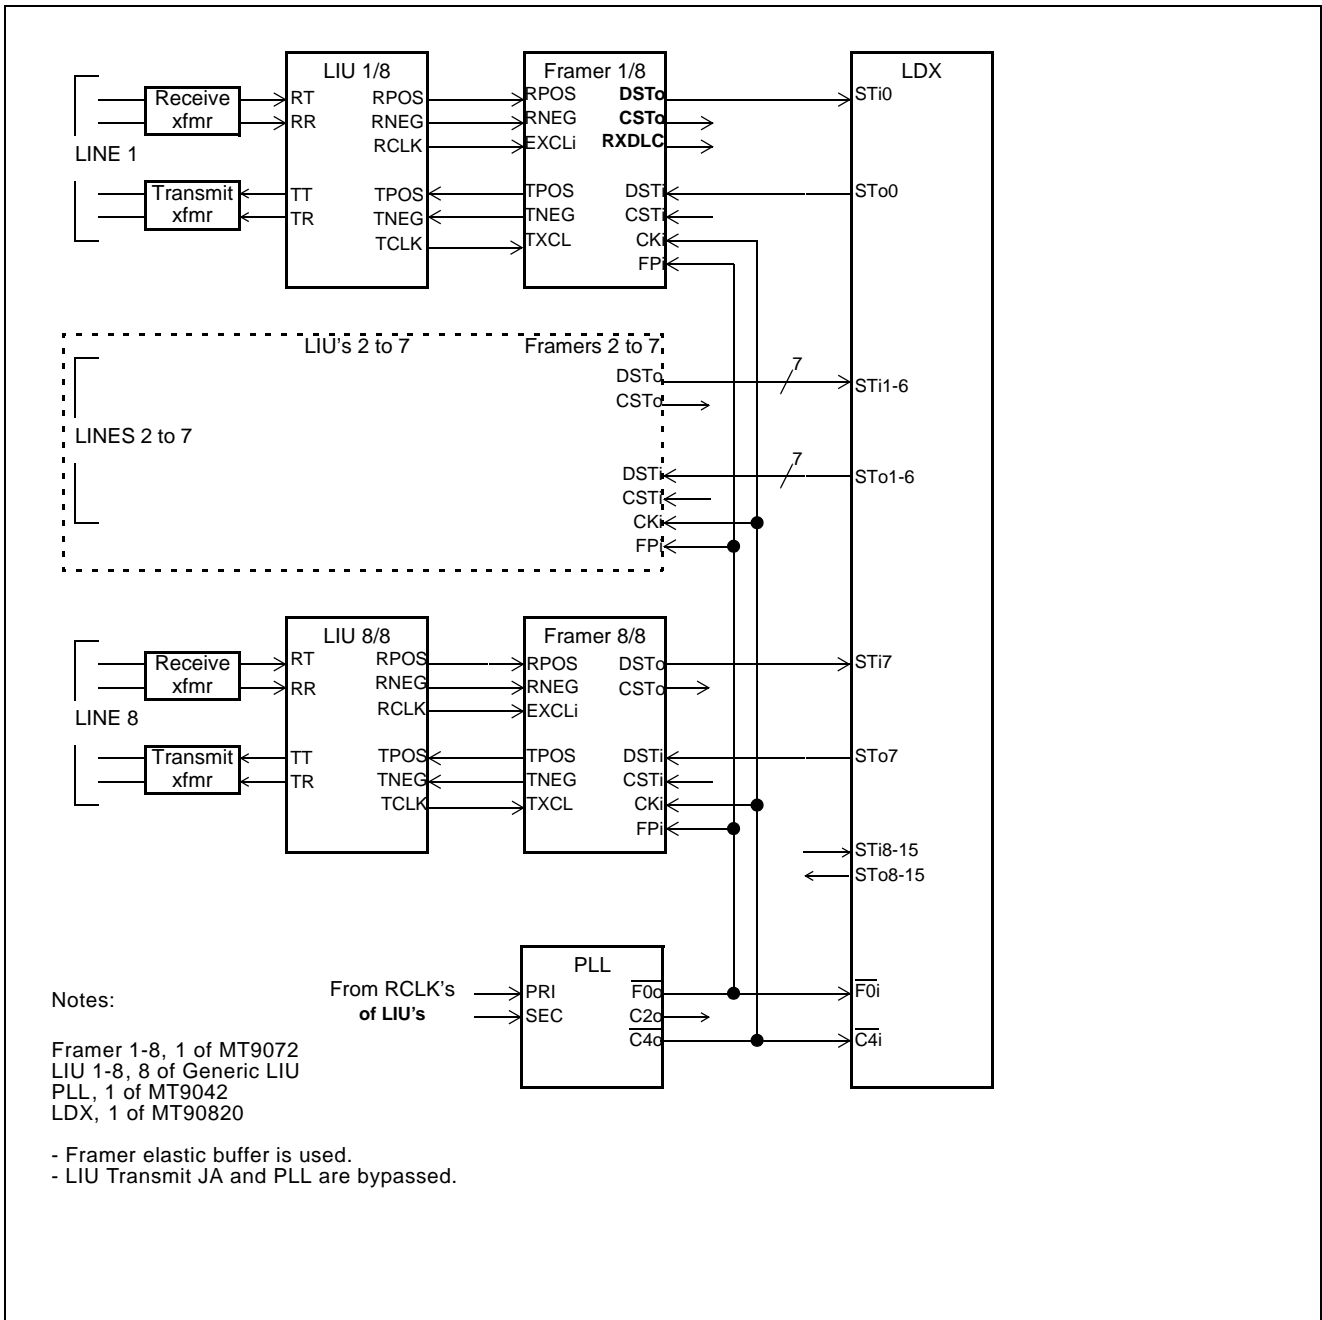 LIU 1/8
Framer 1/8
LDX
Receive
xfmr
RT
RR
RPOS
RNEG
RCLK
RPOS
RNEG
EXCLi
DSTo
CSTo
RXDLC
STi0
LINE 1
Transmit
xfmr
TT
TR
TPOS
TNEG
TCLK
TPOS
TNEG
TXCL
DSTi
CSTi
CKi
FPi
STo0
LIU's 2 to 7
Framers 2 to 7
DSTo
CSTo
7
STi1-6
LINES 2 to 7
DSTi
CSTi
CKi
FPi
7
STo1-6
LIU 8/8
Framer 8/8
Receive
xfmr
RT
RR
RPOS
RNEG
RCLK
RPOS
RNEG
EXCLi
DSTo
CSTo
STi7
LINE 8
Transmit
xfmr
TT
TR
TPOS
TNEG
TCLK
TPOS
TNEG
TXCL
DSTi
CSTi
CKi
FPi
STo7
STi8-15
STo8-15
PLL
From RCLK's
of LIU's
PRI
SEC
F0o
C2o
C4o
F0i
C4i
Notes:
Framer 1-8, 1 of MT9072
LIU 1-8, 8 of Generic LIU
PLL, 1 of MT9042
LDX, 1 of MT90820
- Framer elastic buffer is used.
- LIU Transmit JA and PLL are bypassed.